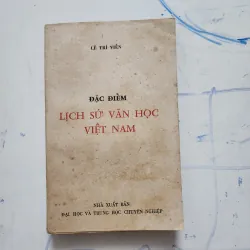 LÊ TRÍ VIỄN
ĐẶC ĐIỂM
LỊCH SỬ VĂN HỌC
VIỆT NAM
NHÀ XUẤT BẢN
ĐẠI HỌC VÀ TRUNG HỌC CHUYÊN NGHIỆP